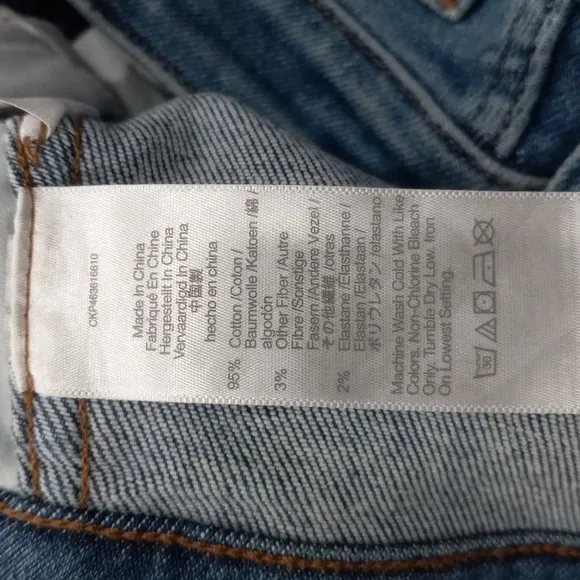 CKP463616610
Made In China
Fabriqué En Chine
Hergestellt In China
Vervaardigd In China
中国製
hecho en china
95% Cotton /Coton/
Baumwolle /Katoen /綿 /
algodón
3% Other Fiber /Autre
Fibre /Sonstige
Fasern /Andere Vezel /
その他繊維 /otras
2% Elastane /Elasthanne /
Elastan /Elastaan /
ポリウレタン /elastano
Machine Wash Cold With Like
Colors. Non-Chlorine Bleach
Only. Tumble Dry Low. Iron
On Lowest Setting.
30